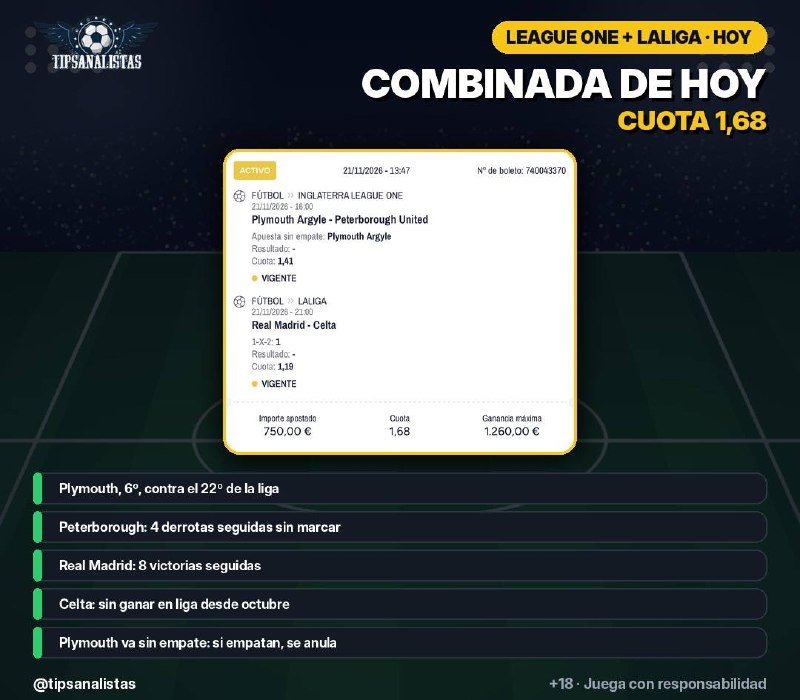 TIPSANALISTAS
LEAGUE ONE + LALIGA · HOY
COMBINADA DE HOY
CUOTA 1,68
ACTIVO
21/11/2026 - 13:47
Nº de boleto: 740043370
FÚTBOL » INGLATERRA LEAGUE ONE
21/11/2026 - 16:00
Plymouth Argyle - Peterborough United
Apuesta sin empate: Plymouth Argyle
Resultado: -
Cuota: 1,41
VIGENTE
FÚTBOL » LALIGA
21/11/2026 - 21:00
Real Madrid - Celta
1-X-2: 1
Resultado: -
Cuota: 1,19
VIGENTE
Importe apostado
Cuota
Ganancia máxima
750,00 €
1,68
1.260,00 €
Plymouth, 6º, contra el 22º de la liga
Peterborough: 4 derrotas seguidas sin marcar
Real Madrid: 8 victorias seguidas
Celta: sin ganar en liga desde octubre
Plymouth va sin empate: si empatan, se anula
@tipsanalistas
+18 · Juega con responsabilidad